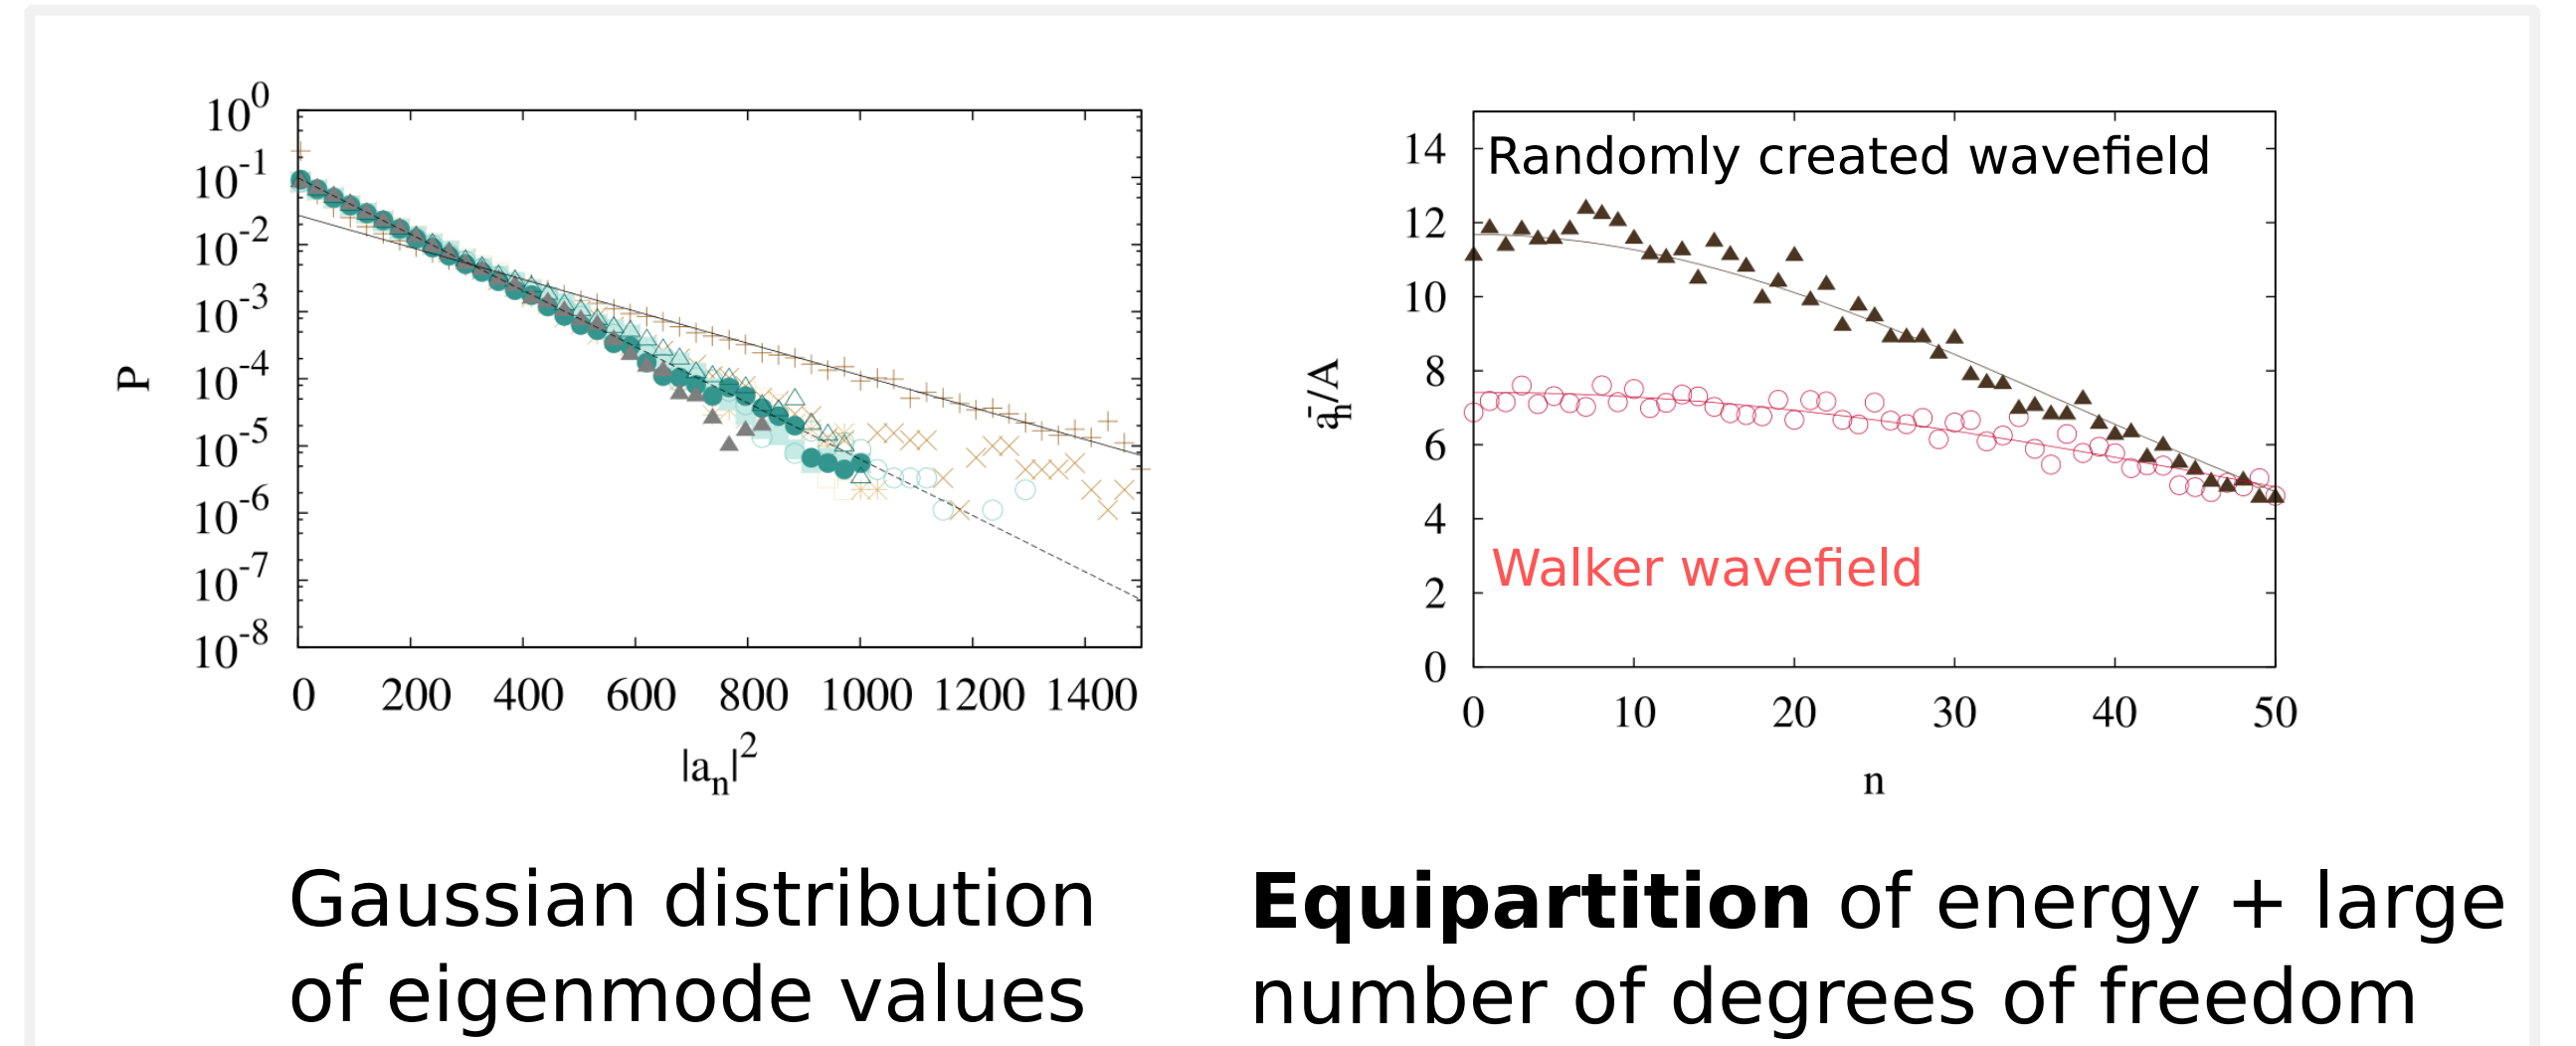 10^0
10^-1
10^-2
10^-3
10^-4
10^-5
10^-6
10^-7
10^-8
P
0 200 400 600 800 1000 1200 1400
|a_n|^2
Randomly created wavefield
Walker wavefield
14
12
10
8
6
4
2
0
ā_n/A
0 10 20 30 40 50
n
Gaussian distribution
of eigenmode values
Equipartition of energy + large
number of degrees of freedom